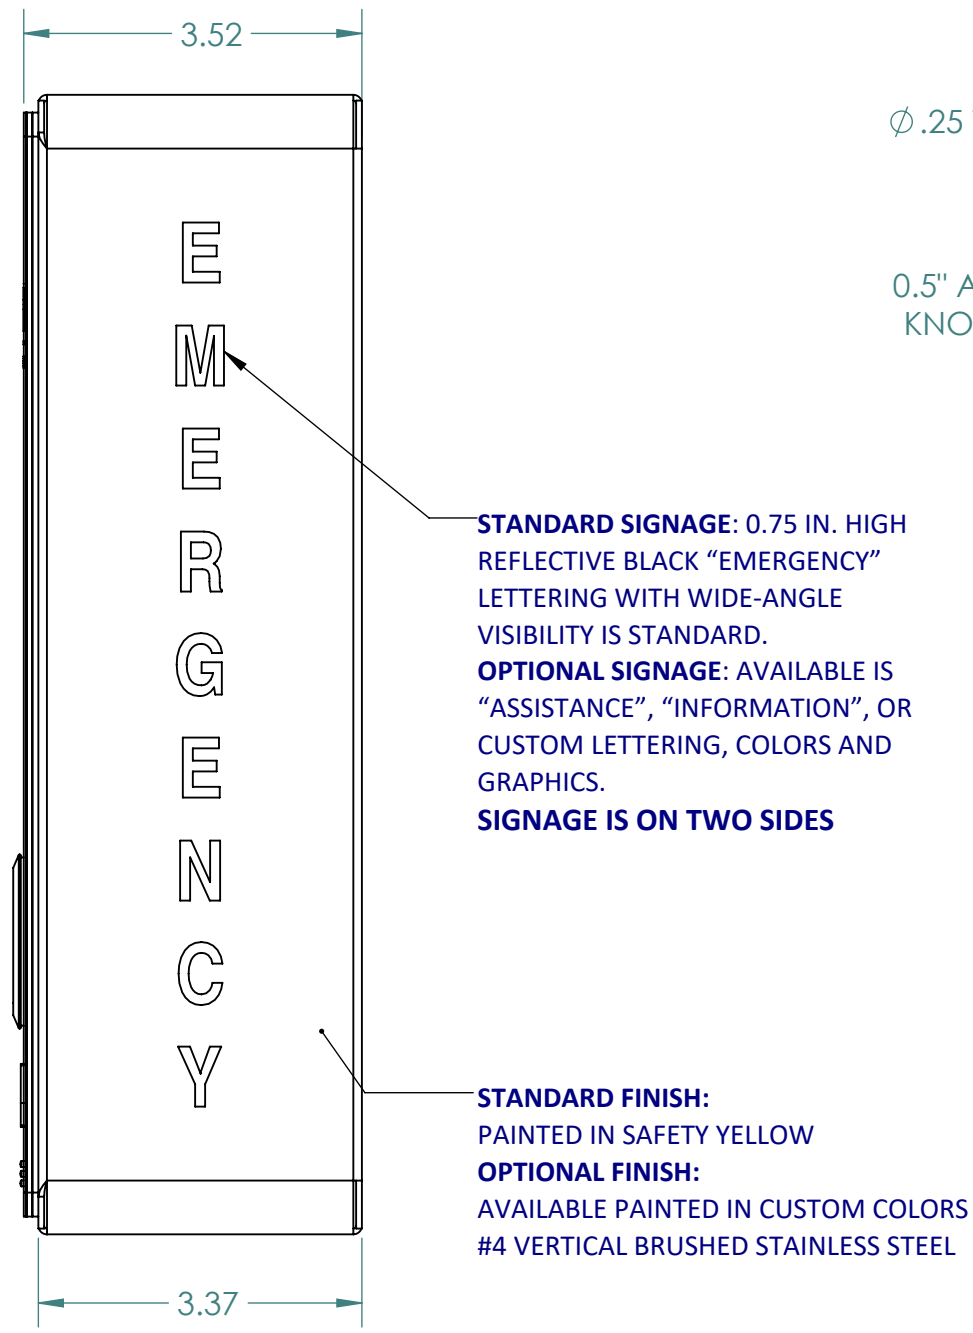 3.52
⌀.25
0.5" A
KNO
E
M
E
R
G
E
N
C
Y
STANDARD SIGNAGE: 0.75 IN. HIGH
REFLECTIVE BLACK “EMERGENCY”
LETTERING WITH WIDE-ANGLE
VISIBILITY IS STANDARD.
OPTIONAL SIGNAGE: AVAILABLE IS
“ASSISTANCE”, “INFORMATION”, OR
CUSTOM LETTERING, COLORS AND
GRAPHICS.
SIGNAGE IS ON TWO SIDES
STANDARD FINISH:
PAINTED IN SAFETY YELLOW
OPTIONAL FINISH:
AVAILABLE PAINTED IN CUSTOM COLORS
#4 VERTICAL BRUSHED STAINLESS STEEL
3.37